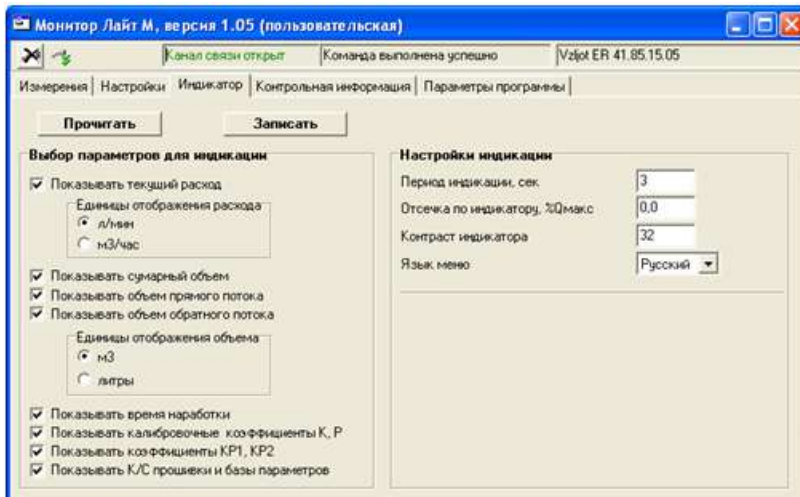 Монитор Лайт М, версия 1.05 (пользовательская)
Канал связи открыт Команда выполнена успешно Vzljot ER 41.85.15.05
Измерения Настройки Индикатор Контрольная информация Параметры программы
Прочитать Записать
Выбор параметров для индикации
Показывать текущий расход
Единицы отображения расхода
л/мин
м3/час
Показывать сумарный объем
Показывать объем прямого потока
Показывать объем обратного потока
Единицы отображения объема
м3
литры
Показывать время наработки
Показывать калибровочные коэффициенты K, P
Показывать коэффициенты KP1, KP2
Показывать К/С прошивки и базы параметров
Настройки индикации
Период индикации, сек 3
Отсечка по индикатору, %Qмакс 0,0
Контраст индикатора 32
Язык меню Русский